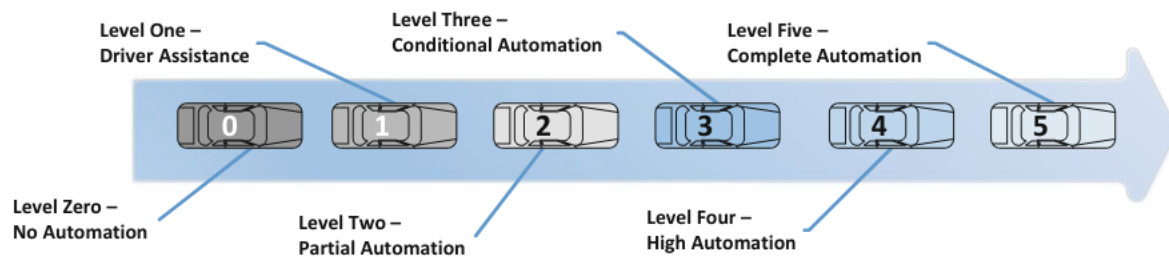 Level One –
Driver Assistance
Level Three –
Conditional Automation
Level Five –
Complete Automation
0 1 2 3 4 5
Level Zero –
No Automation
Level Two –
Partial Automation
Level Four –
High Automation